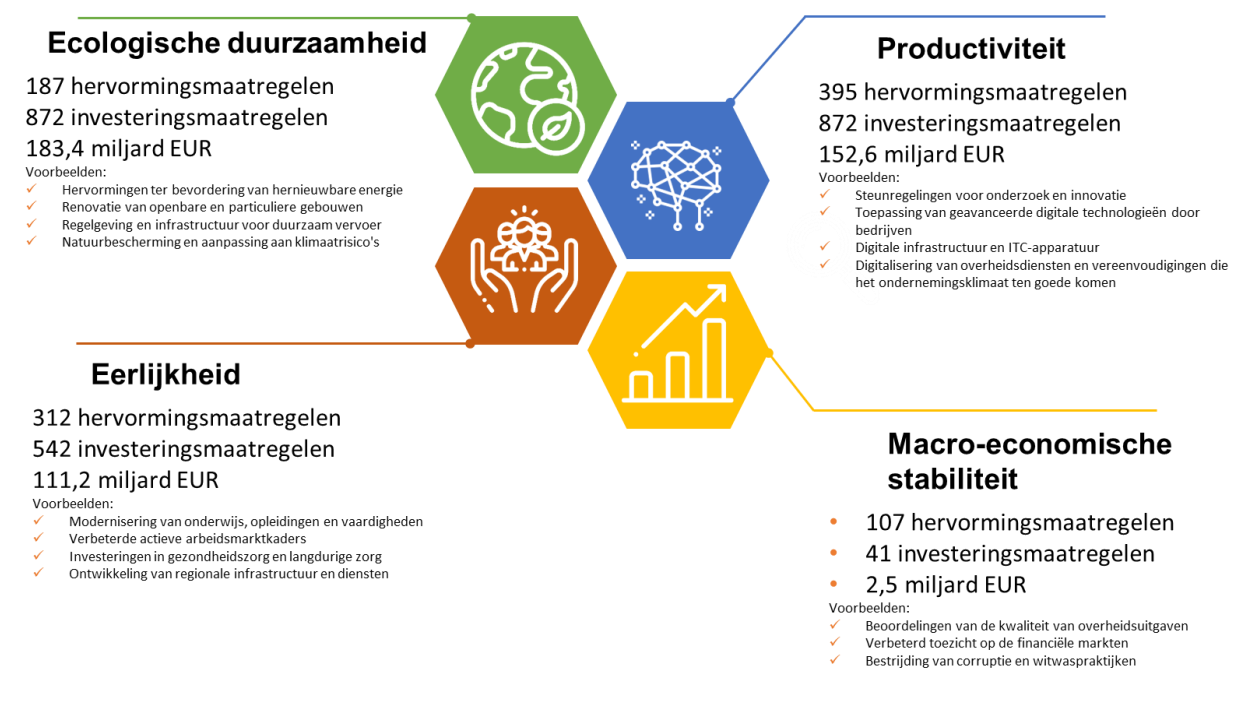 Ecologische duurzaamheid
187 hervormingsmaatregelen
872 investeringsmaatregelen
183,4 miljard EUR
Voorbeelden:
✓ Hervormingen ter bevordering van hernieuwbare energie
✓ Renovatie van openbare en particuliere gebouwen
✓ Regelgeving en infrastructuur voor duurzaam vervoer
✓ Natuurbescherming en aanpassing aan klimaatrisico's
Productiviteit
395 hervormingsmaatregelen
872 investeringsmaatregelen
152,6 miljard EUR
Voorbeelden:
✓ Steunregelingen voor onderzoek en innovatie
✓ Toepassing van geavanceerde digitale technologieën door
bedrijven
✓ Digitale infrastructuur en ITC-apparatuur
✓ Digitalisering van overheidsdiensten en vereenvoudigingen die
het ondernemingsklimaat ten goede komen
Eerlijkheid
312 hervormingsmaatregelen
542 investeringsmaatregelen
111,2 miljard EUR
Voorbeelden:
✓ Modernisering van onderwijs, opleidingen en vaardigheden
✓ Verbeterde actieve arbeidsmarktkaders
✓ Investeringen in gezondheidszorg en langdurige zorg
✓ Ontwikkeling van regionale infrastructuur en diensten
Macro-economische
stabiliteit
• 107 hervormingsmaatregelen
• 41 investeringsmaatregelen
• 2,5 miljard EUR
Voorbeelden:
✓ Beoordelingen van de kwaliteit van overheidsuitgaven
✓ Verbeterd toezicht op de financiële markten
✓ Bestrijding van corruptie en witwaspraktijken